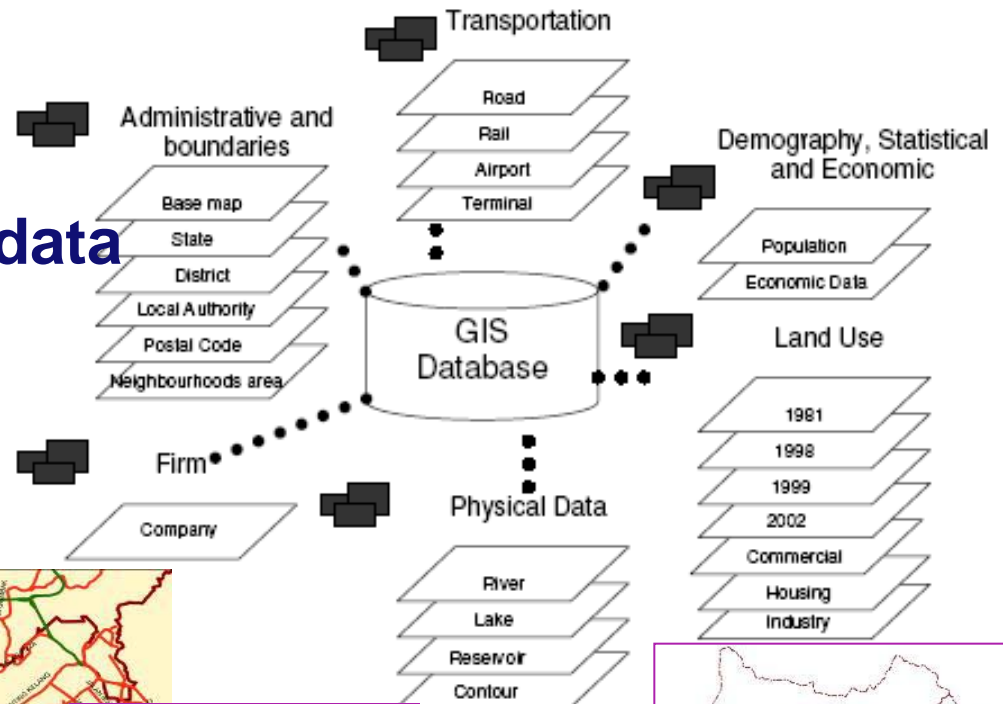 Transportation
Road
Rail
Airport
Terminal
Administrative and
boundaries
Base map
State
District
Local Authority
Postal Code
Neighbourhoods area
data
Demography, Statistical
and Economic
Population
Economic Data
GIS
Database
Land Use
1981
1998
1999
2002
Commercial
Housing
Industry
Firm
Company
Physical Data
River
Lake
Reservoir
Contour